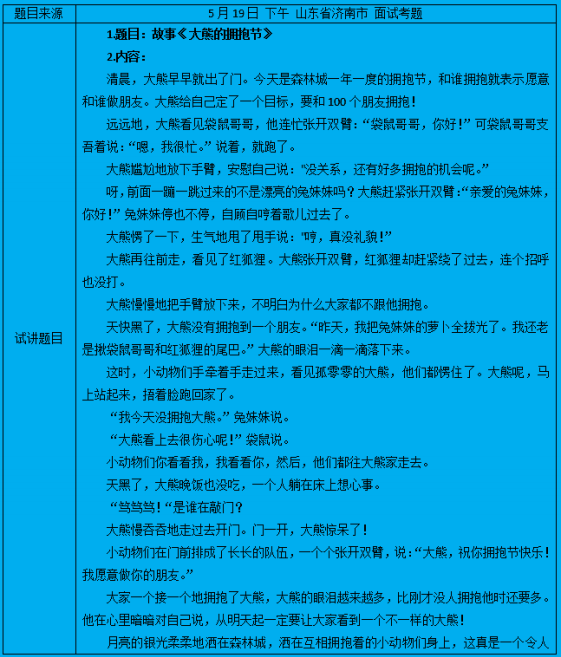 题目来源
5月19日 下午 山东省济南市 面试考题
试讲题目
1.题目：故事《大熊的拥抱节》
2.内容：
清晨，大熊早早就出了门。今天是森林城一年一度的拥抱节，和谁拥抱就表示愿意
和谁做朋友。大熊给自己定了一个目标，要和100个朋友拥抱！
远远地，大熊看见袋鼠哥哥，他连忙张开双臂：“袋鼠哥哥，你好！”可袋鼠哥哥支
吾着说：“嗯，我很忙。”说着，就跑了。
大熊尴尬地放下手臂，安慰自己说：“没关系，还有好多拥抱的机会呢。”
呀，前面一蹦一跳过来的不是漂亮的兔妹妹吗？大熊赶紧张开双臂：“亲爱的兔妹妹，
你好！”兔妹妹停也不停，自顾自哼着歌儿过去了。
大熊愣了一下，生气地甩了甩手说：“哼，真没礼貌！”
大熊再往前走，看见了红狐狸。大熊张开双臂，红狐狸却赶紧绕了过去，连个招呼
也没打。
大熊慢慢地把手臂放下来，不明白为什么大家都不跟他拥抱。
天快黑了，大熊没有拥抱到一个朋友。“昨天，我把兔妹妹的萝卜全拔光了。我还老
是揪袋鼠哥哥和红狐狸的尾巴。”大熊的眼泪一滴一滴落下来。
这时，小动物们手牵着手走过来，看见孤零零的大熊，他们都愣住了。大熊呢，马
上站起来，捂着脸跑回家了。
“我今天没拥抱大熊。”兔妹妹说。
“大熊看上去很伤心呢！”袋鼠说。
小动物们你看看我，我看看你，然后，他们都往大熊家走去。
天黑了，大熊晚饭也没吃，一个人躺在床上想心事。
“笃笃笃！“是谁在敲门？
大熊慢吞吞地走过去开门。门一开，大熊惊呆了！
小动物们在门前排成了长长的队伍，一个个张开双臂，说：“大熊，祝你拥抱节快乐！
我愿意做你的朋友。”
大家一个接一个地拥抱了大熊，大熊的眼泪越来越多，比刚才没人拥抱他时还要多。
他在心里暗暗对自己说，从明天起一定要让大家看到一个不一样的大熊！
月亮的银光柔柔地洒在森林城，洒在互相拥抱着的小动物们身上，这真是一个令人